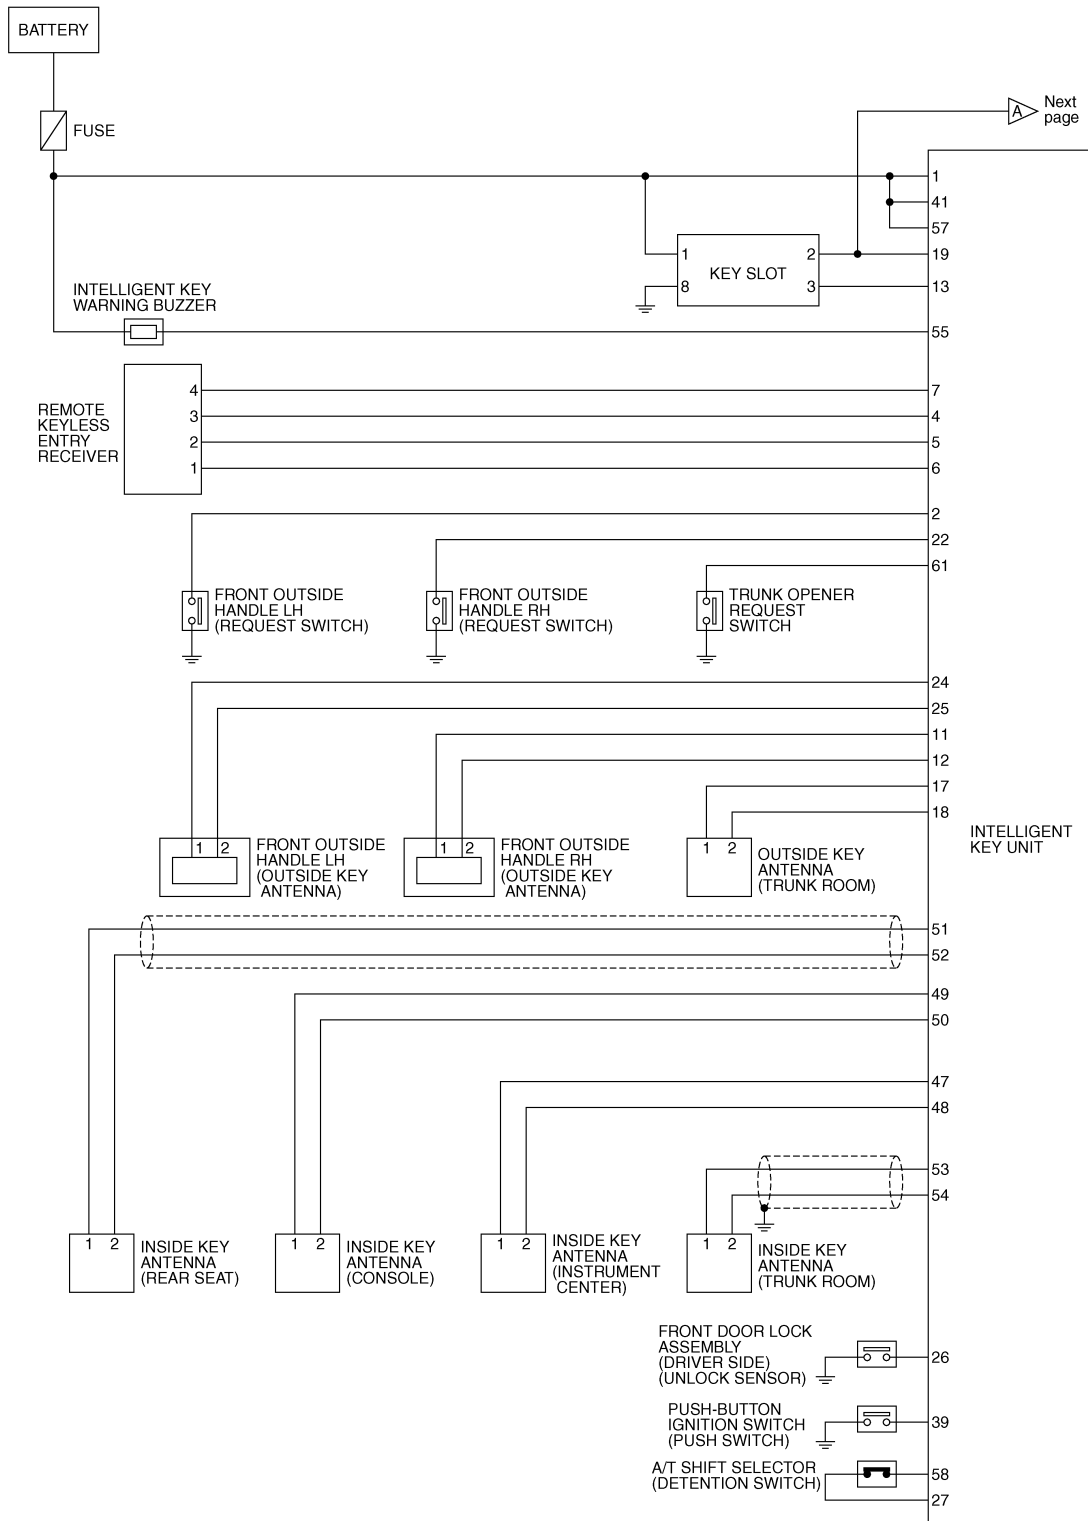 BATTERY
FUSE
A
Next
page
1
41
57
19
13
55
1
8
KEY SLOT
2
3
INTELLIGENT KEY
WARNING BUZZER
REMOTE
KEYLESS
ENTRY
RECEIVER
4
3
2
1
7
4
5
6
2
22
61
FRONT OUTSIDE
HANDLE LH
(REQUEST SWITCH)
FRONT OUTSIDE
HANDLE RH
(REQUEST SWITCH)
TRUNK OPENER
REQUEST
SWITCH
24
25
11
12
17
18
1 2
FRONT OUTSIDE
HANDLE LH
(OUTSIDE KEY
ANTENNA)
1 2
FRONT OUTSIDE
HANDLE RH
(OUTSIDE KEY
ANTENNA)
1 2
OUTSIDE KEY
ANTENNA
(TRUNK ROOM)
INTELLIGENT
KEY UNIT
51
52
49
50
47
48
53
54
1 2
INSIDE KEY
ANTENNA
(REAR SEAT)
1 2
INSIDE KEY
ANTENNA
(CONSOLE)
1 2
INSIDE KEY
ANTENNA
(INSTRUMENT
CENTER)
1 2
INSIDE KEY
ANTENNA
(TRUNK ROOM)
FRONT DOOR LOCK
ASSEMBLY
(DRIVER SIDE)
(UNLOCK SENSOR)
26
PUSH-BUTTON
IGNITION SWITCH
(PUSH SWITCH)
39
A/T SHIFT SELECTOR
(DETENTION SWITCH)
58
27